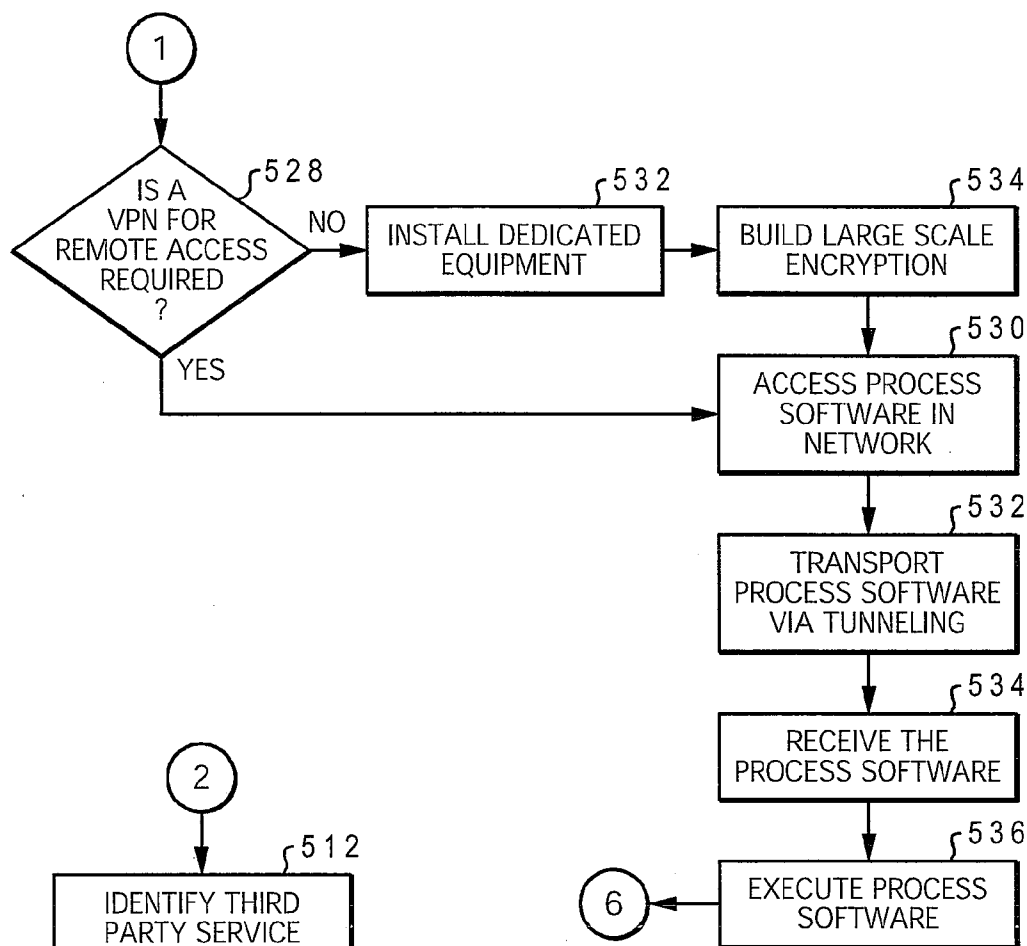 1
528
IS A
VPN FOR
REMOTE ACCESS
REQUIRED
?
NO
YES
532
INSTALL DEDICATED
EQUIPMENT
534
BUILD LARGE SCALE
ENCRYPTION
530
ACCESS PROCESS
SOFTWARE IN
NETWORK
532
TRANSPORT
PROCESS SOFTWARE
VIA TUNNELING
534
RECEIVE THE
PROCESS SOFTWARE
2
512
IDENTIFY THIRD
PARTY SERVICE
536
EXECUTE PROCESS
SOFTWARE
6